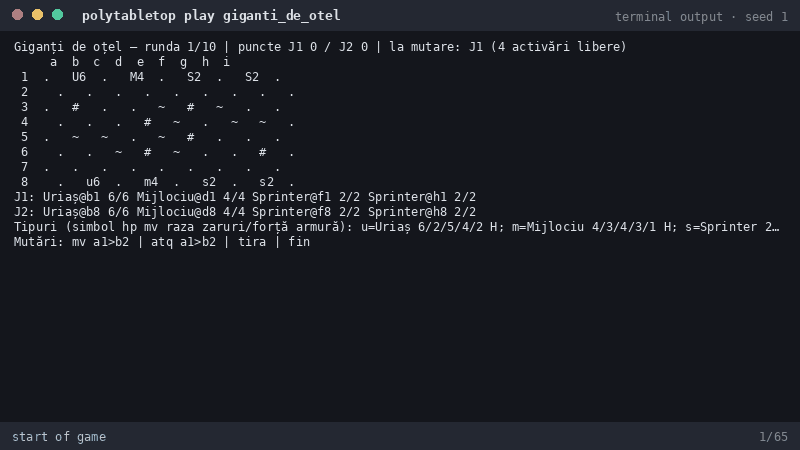 polytabletop play giganti_de_otel
terminal output · seed 1
Giganți de oțel — runda 1/10 | puncte J1 0 / J2 0 | la mutare: J1 (4 activări libere)
     a  b  c  d  e  f  g  h  i
 1  .   U6  .   M4  .   S2  .   S2  .
 2    .   .   .   .   .   .   .   .   .
 3  .   #   .   .   ~   #   ~   .   .
 4    .   .   .   #   ~   .   ~   ~   .
 5  .   ~   ~   .   ~   #   .   .   .
 6    .   .   ~   #   ~   .   .   #   .
 7  .   .   .   .   .   .   .   .   .
 8    .   u6  .   m4  .   s2  .   s2  .
J1: Uriaș@b1 6/6 Mijlociu@d1 4/4 Sprinter@f1 2/2 Sprinter@h1 2/2
J2: Uriaș@b8 6/6 Mijlociu@d8 4/4 Sprinter@f8 2/2 Sprinter@h8 2/2
Tipuri (simbol hp mv raza zaruri/forță armură): u=Uriaș 6/2/5/4/2 H; m=Mijlociu 4/3/4/3/1 H; s=Sprinter 2…
Mutări: mv a1>b2 | atq a1>b2 | tira | fin
start of game
1/65